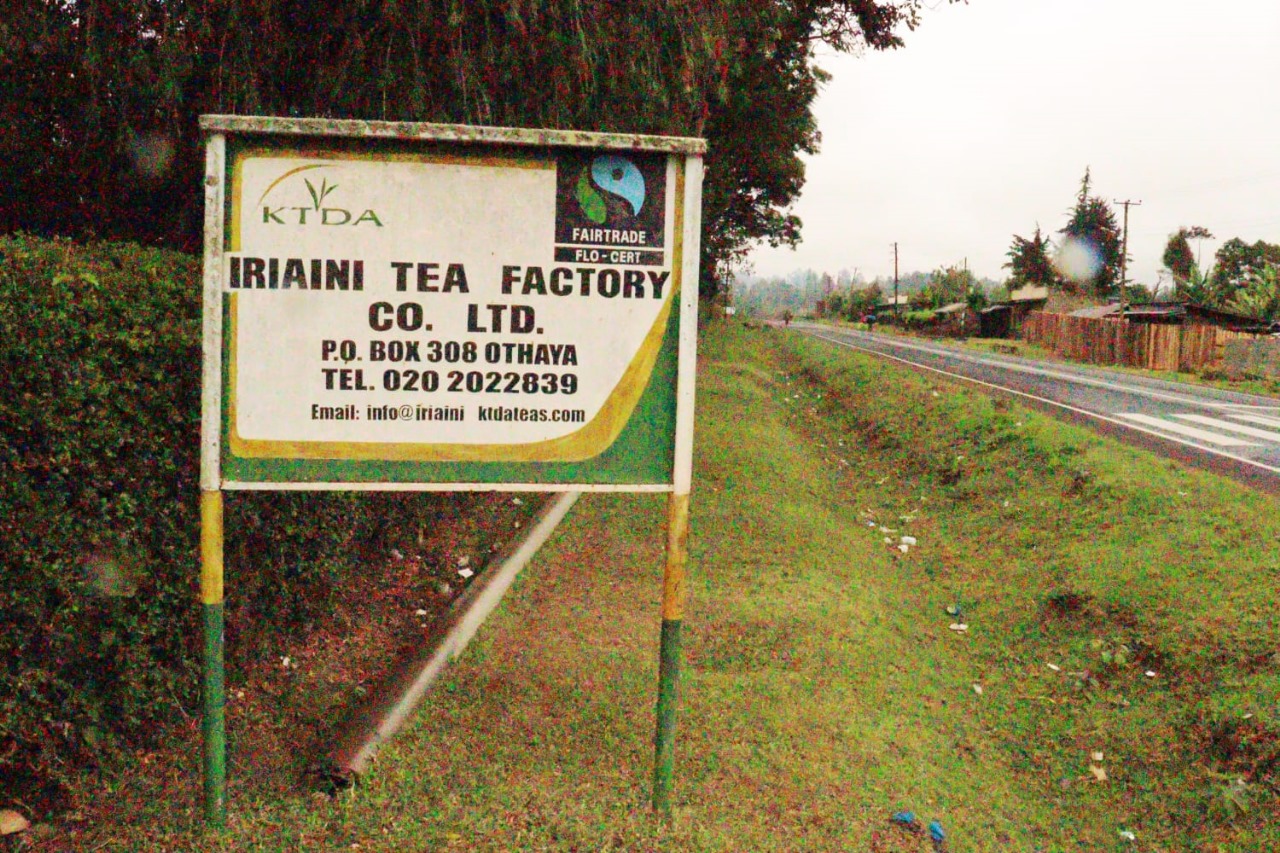 KTDA
FAIRTRADE
FLO - CERT
IRIAINI TEA FACTORY
CO. LTD.
P.O. BOX 308 OTHAYA
TEL. 020 2022839
Email: info@iriaini ktdateas.com